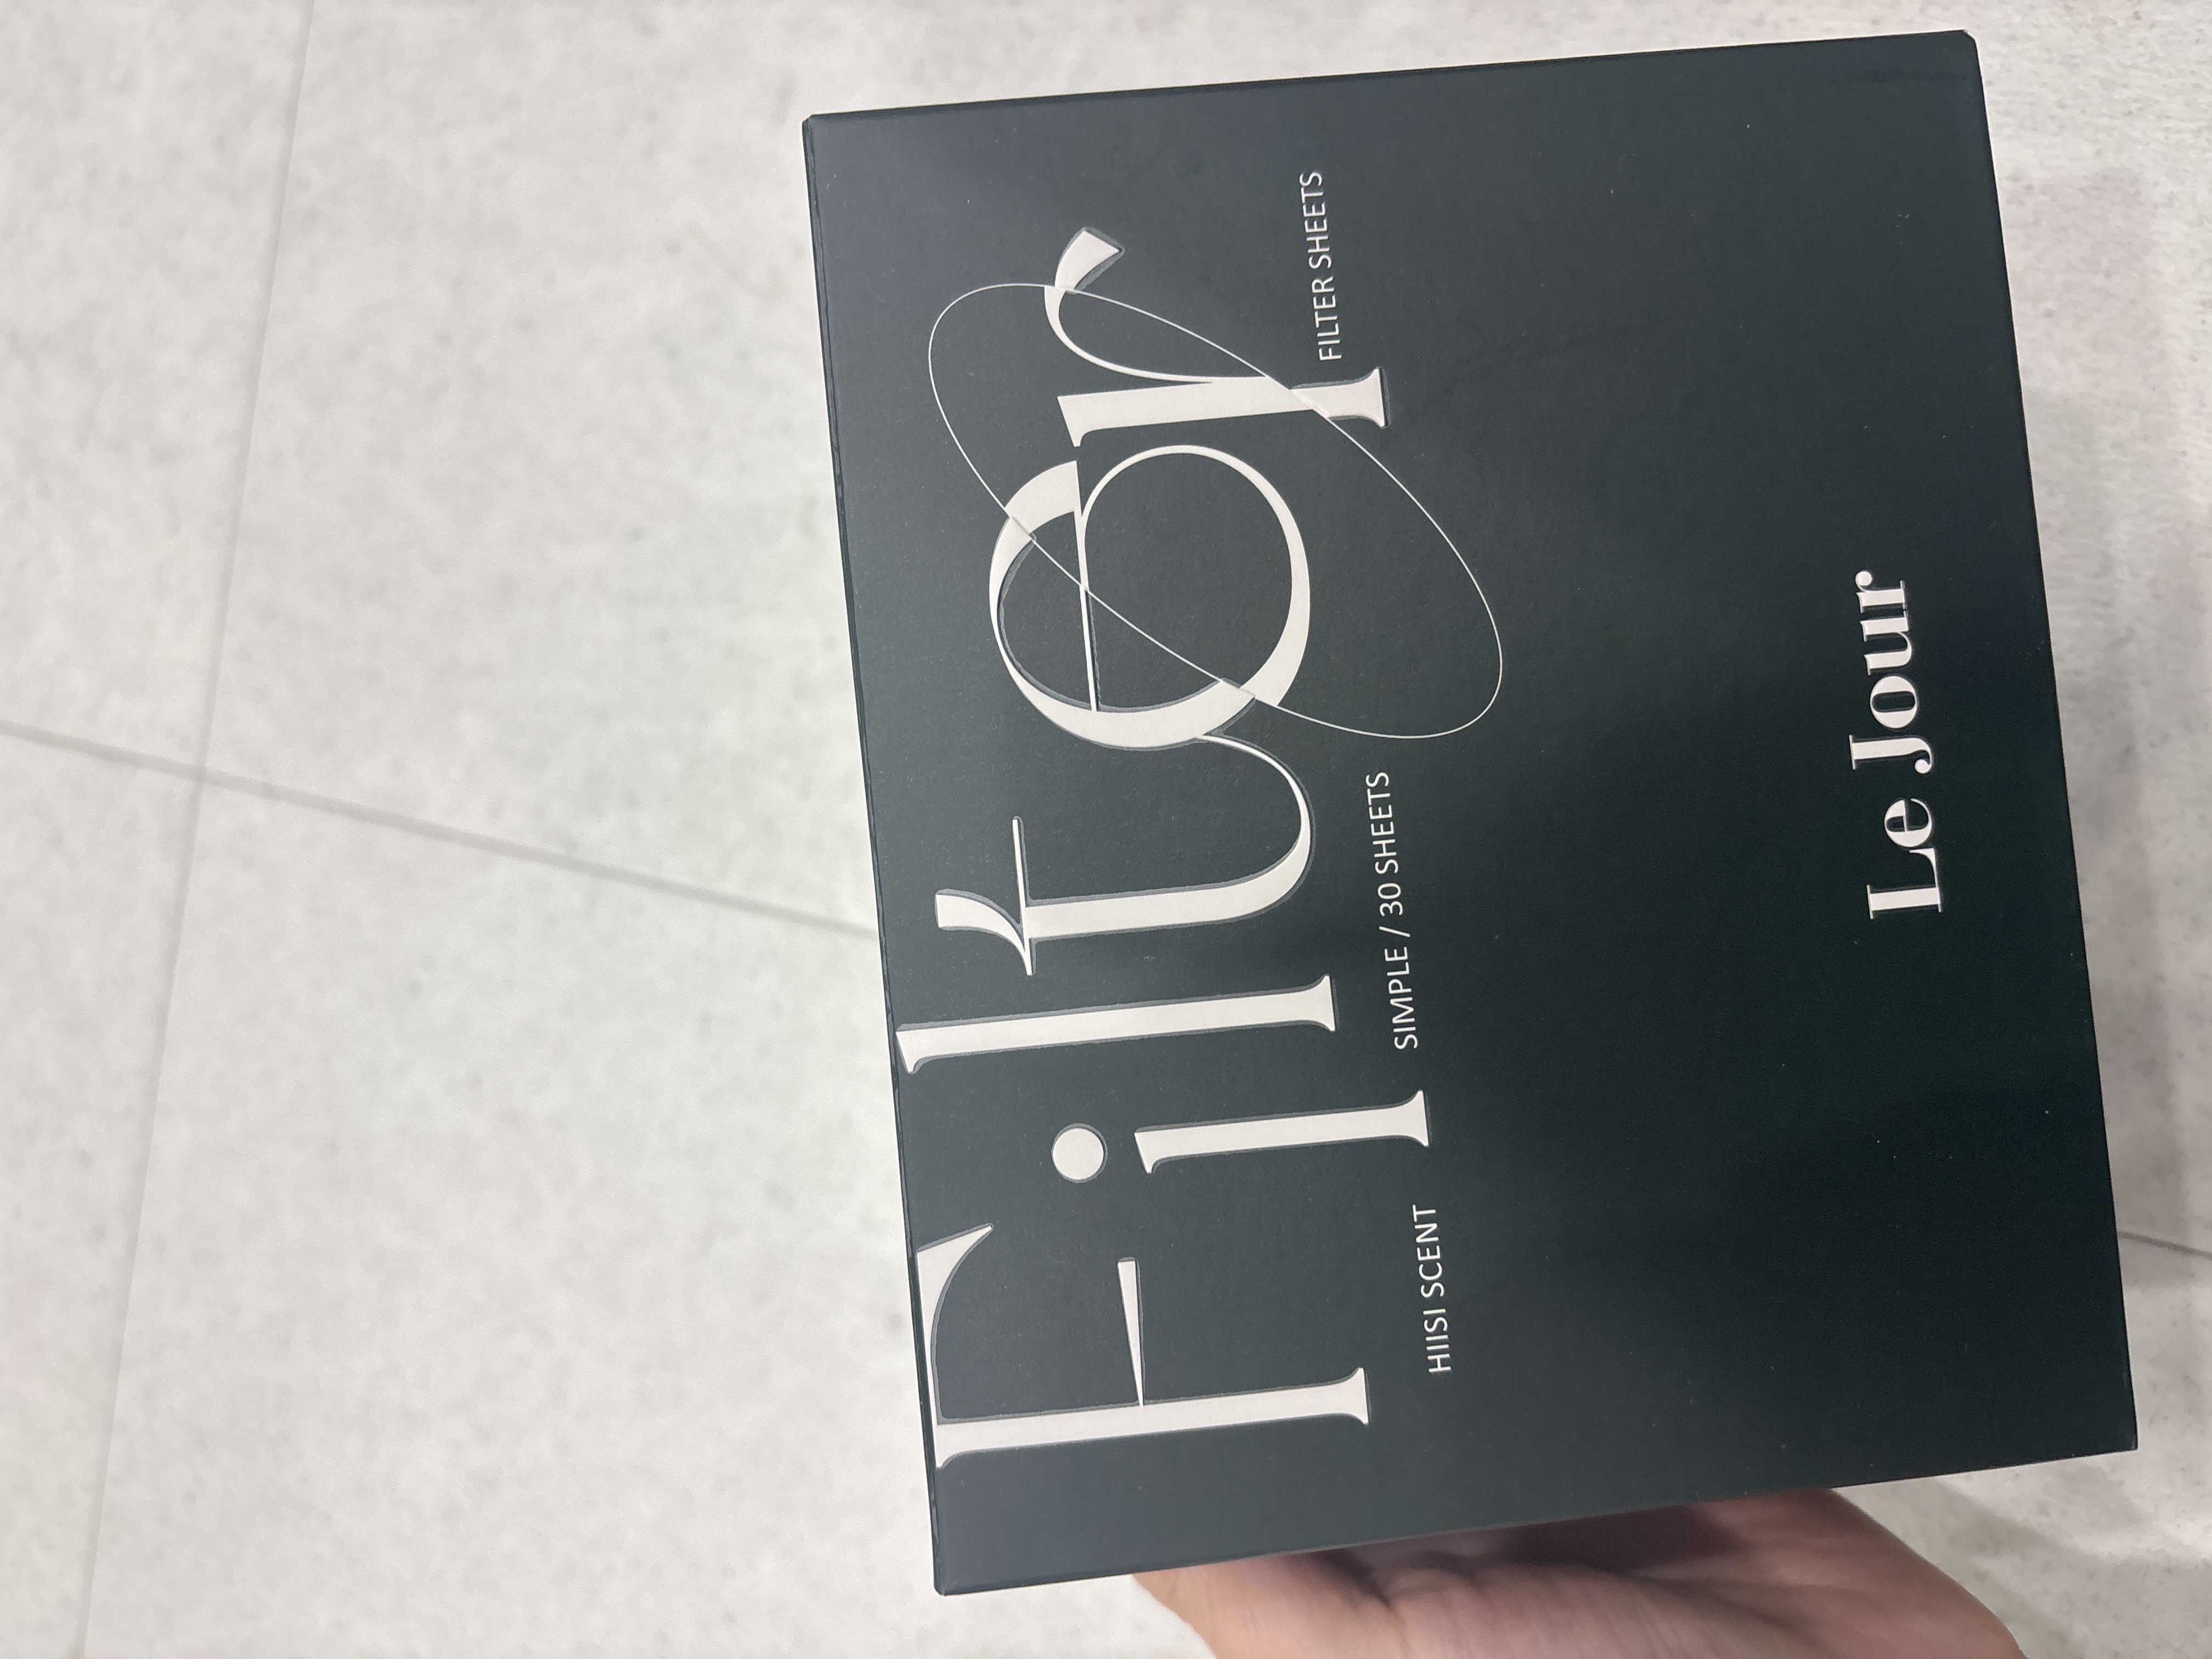 Filter
FILTER SHEETS
SIMPLE / 30 SHEETS
HIISI SCENT
Le Jour